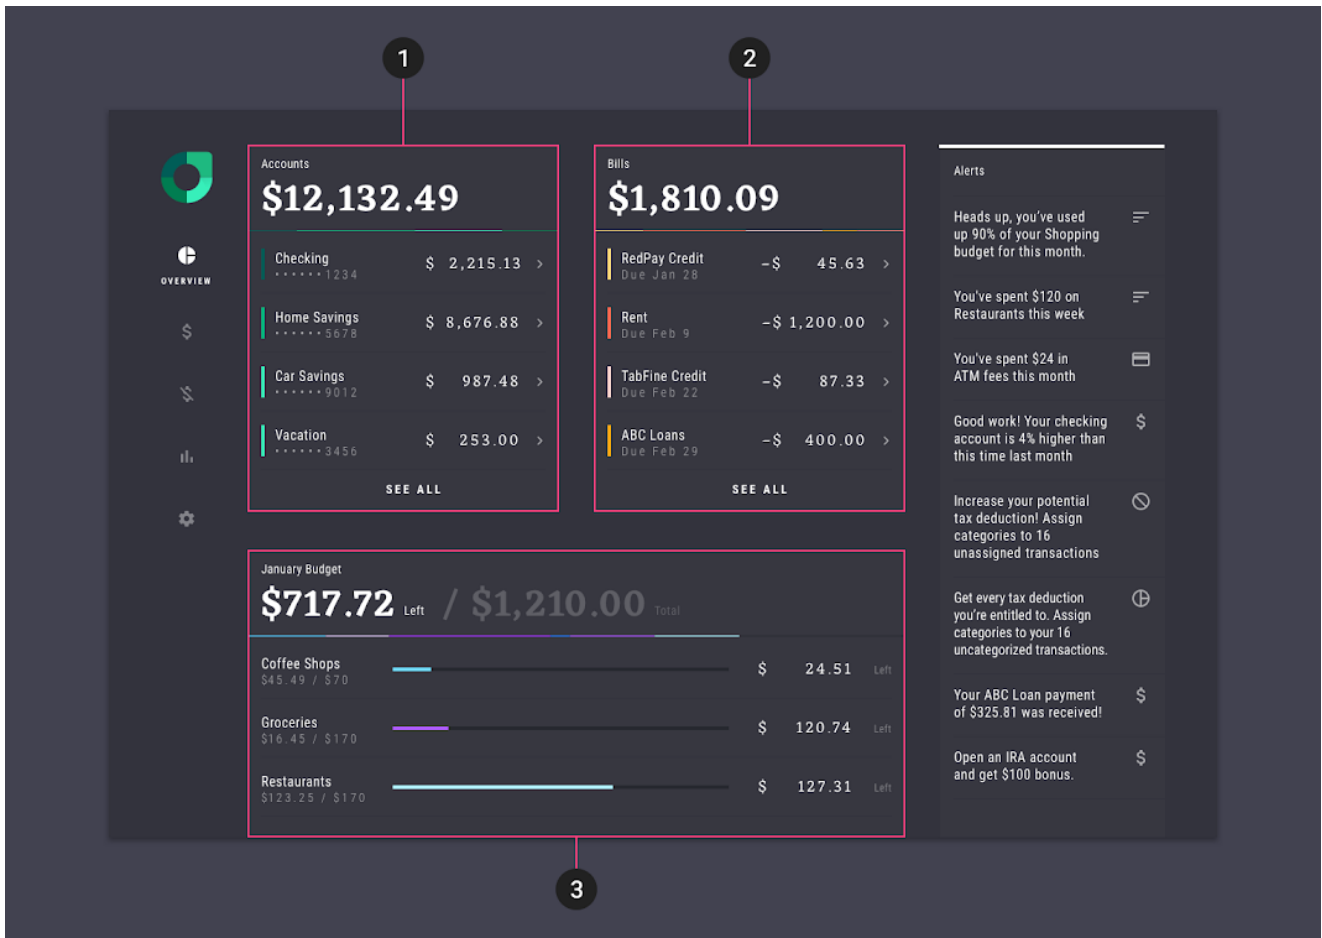 1
2
Accounts
$12,132.49
Checking
$ 2,215.13
······1234
Home Savings
$ 8,676.88
······5678
Car Savings
$ 987.48
······9012
Vacation
$ 253.00
······3456
SEE ALL
Bills
$1,810.09
RedPay Credit
–$ 45.63
Due Jan 28
Rent
–$ 1,200.00
Due Feb 9
TabFine Credit
–$ 87.33
Due Feb 22
ABC Loans
–$ 400.00
Due Feb 29
SEE ALL
OVERVIEW
January Budget
$717.72 Left / $1,210.00 Total
Coffee Shops
$ 24.51 Left
$45.49 / $70
Groceries
$ 120.74 Left
$16.45 / $170
Restaurants
$ 127.31 Left
$123.25 / $170
3
Alerts
Heads up, you've used
up 90% of your Shopping
budget for this month.
You've spent $120 on
Restaurants this week
You've spent $24 in
ATM fees this month
Good work! Your checking
account is 4% higher than
this time last month
Increase your potential
tax deduction! Assign
categories to 16
unassigned transactions
Get every tax deduction
you're entitled to. Assign
categories to your 16
uncategorized transactions.
Your ABC Loan payment
of $325.81 was received!
Open an IRA account
and get $100 bonus.